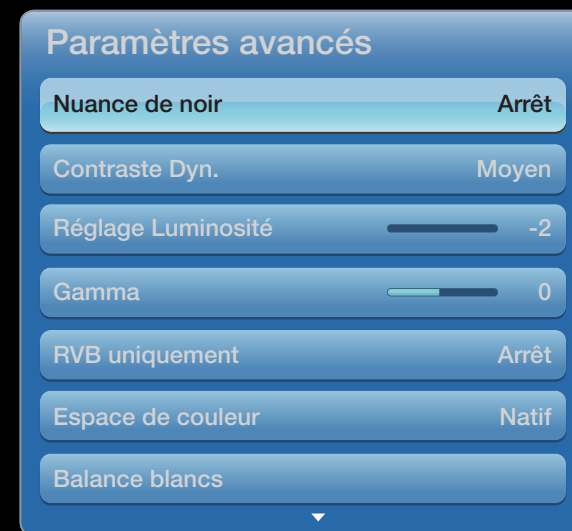 Paramètres avancés
Nuance de noir Arrêt
Contraste Dyn. Moyen
Réglage Luminosité -2
Gamma 0
RVB uniquement Arrêt
Espace de couleur Natif
Balance blancs